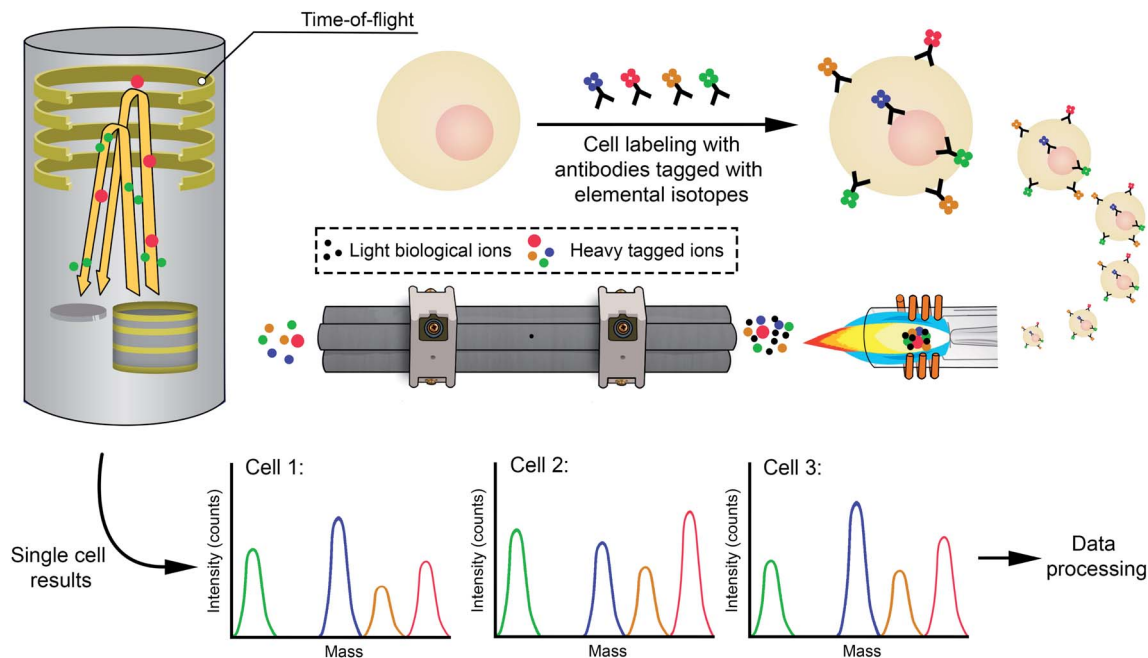 Time-of-flight
Cell labeling with
antibodies tagged with
elemental isotopes
Light biological ions
Heavy tagged ions
Single cell
results
Cell 1:
Intensity (counts)
Mass
Cell 2:
Intensity (counts)
Mass
Cell 3:
Intensity (counts)
Mass
Data
processing